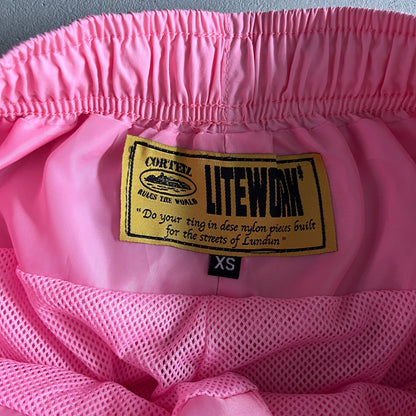 CORTEIZ
RULES THE WORLD
LITEWORK'
"Do your ting in dese nylon pieces built
for the streets of Lundun"
XS